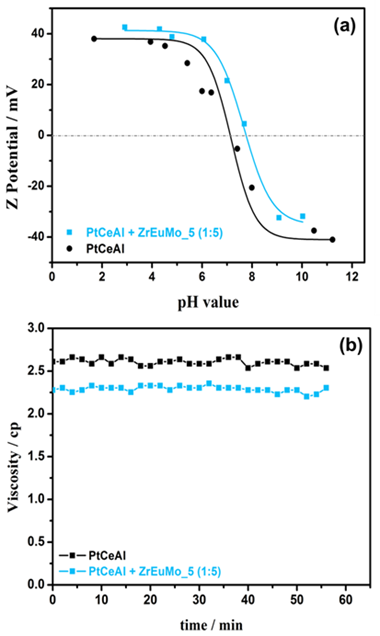 (a)
Z Potential / mV
40
20
0
-20
-40
PtCeAl + ZrEuMo_5 (1:5)
PtCeAl
0 2 4 6 8 10 12
pH value
(b)
Viscosity / cp
3.0
2.5
2.0
1.5
1.0
0.5
0.0
PtCeAl
PtCeAl + ZrEuMo_5 (1:5)
0 10 20 30 40 50 60
time / min